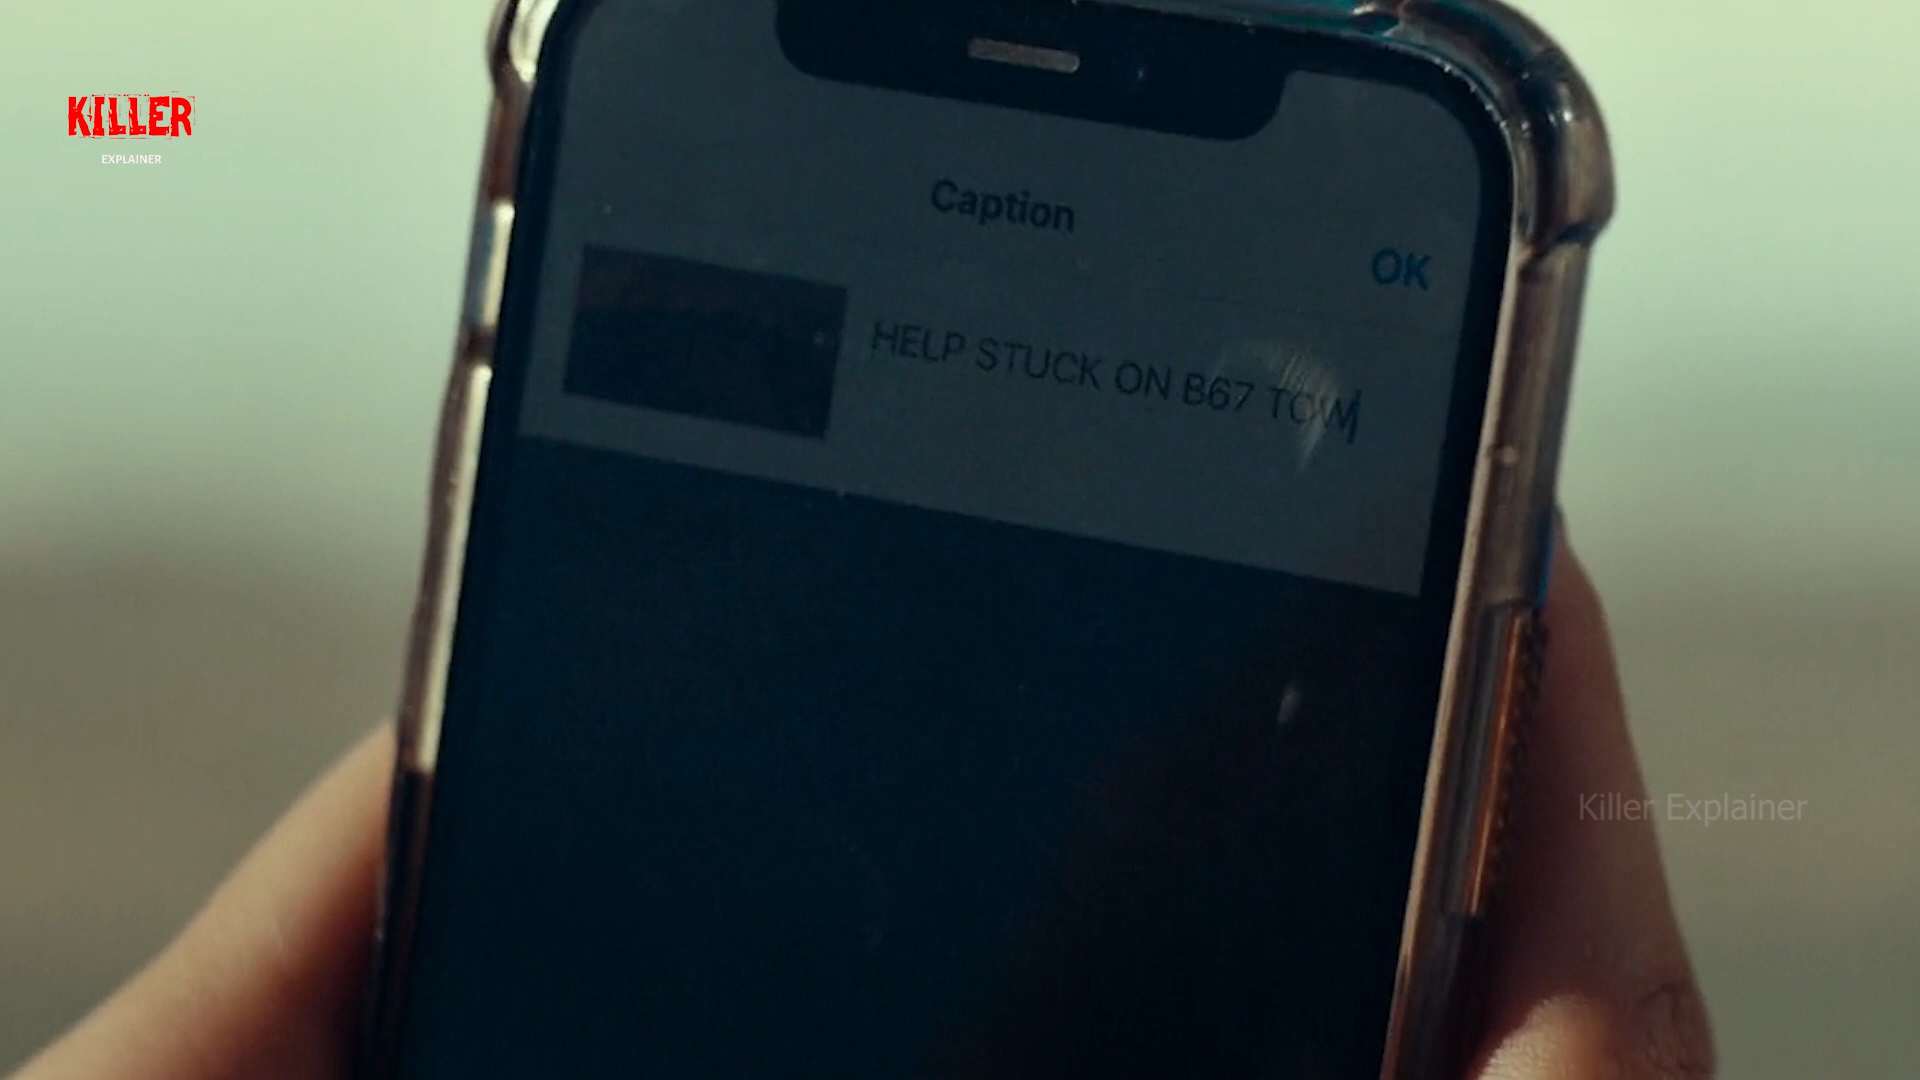 KILLER
EXPLAINER
Caption
OK
HELP STUCK ON B67 TOW
Killer Explainer